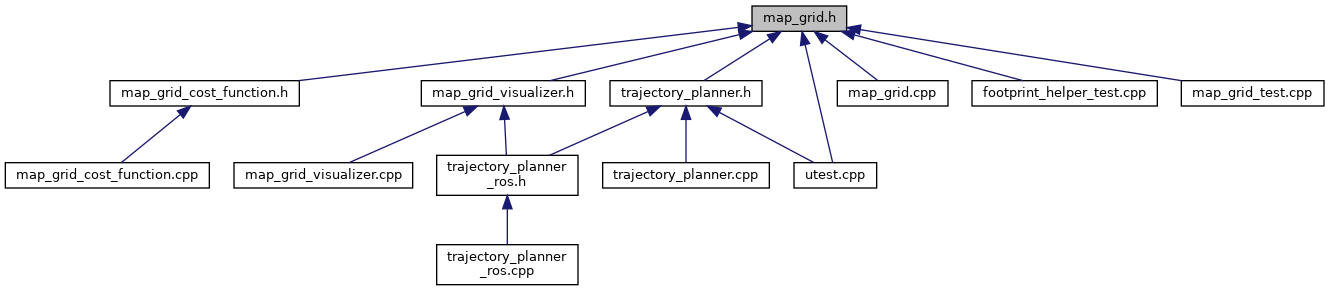 map_grid.h
map_grid_cost_function.h
map_grid_visualizer.h
trajectory_planner.h
map_grid.cpp
footprint_helper_test.cpp
map_grid_test.cpp
map_grid_cost_function.cpp
map_grid_visualizer.cpp
trajectory_planner
_ros.h
trajectory_planner.cpp
utest.cpp
trajectory_planner
_ros.cpp